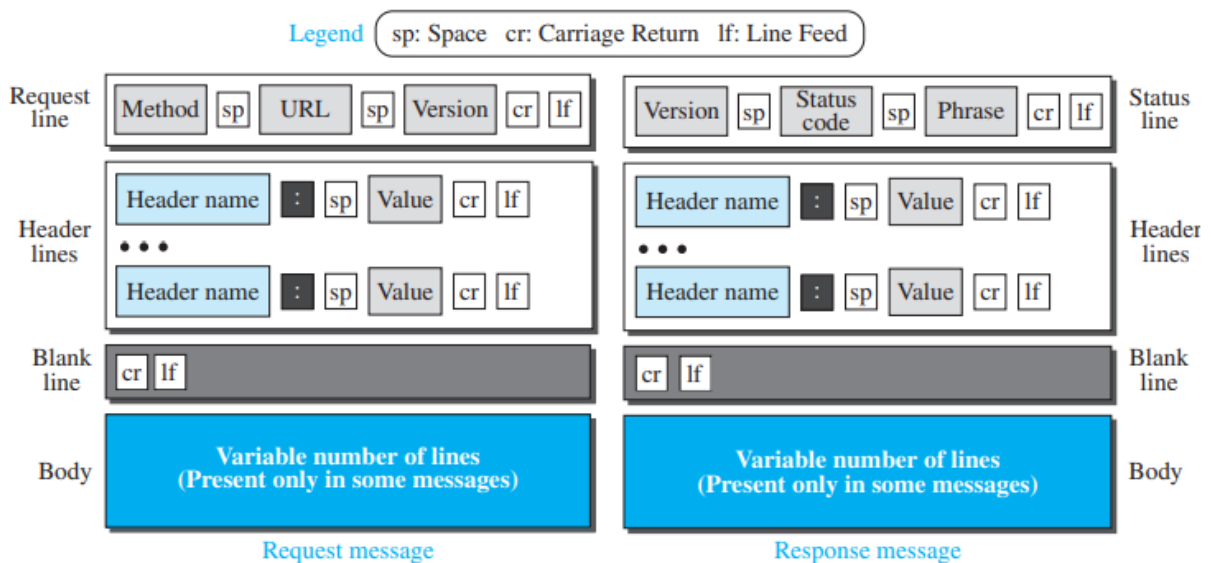 Legend sp: Space cr: Carriage Return lf: Line Feed
Request line
Method sp URL sp Version cr lf
Header lines
Header name : sp Value cr lf
• • •
Header name : sp Value cr lf
Blank line
cr lf
Body
Variable number of lines
(Present only in some messages)
Request message
Version sp Status code sp Phrase cr lf
Status line
Header name : sp Value cr lf
• • •
Header name : sp Value cr lf
Header lines
cr lf
Blank line
Variable number of lines
(Present only in some messages)
Body
Response message